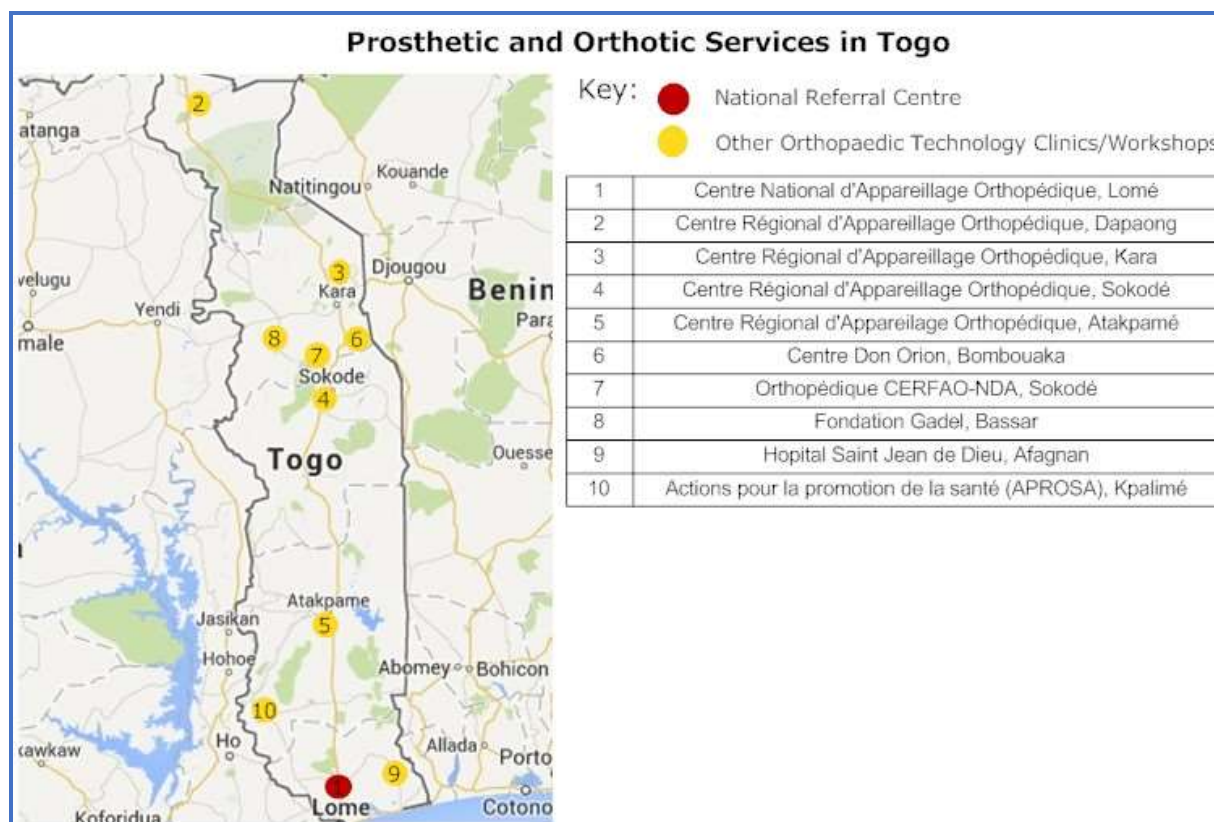 Prosthetic and Orthotic Services in Togo
Key:
National Referral Centre
Other Orthopaedic Technology Clinics/Workshops
1 Centre National d'Appareillage Orthopédique, Lomé
2 Centre Régional d'Appareillage Orthopédique, Dapaong
3 Centre Régional d'Appareillage Orthopédique, Kara
4 Centre Régional d'Appareillage Orthopédique, Sokodé
5 Centre Régional d'Appareilage Orthopédique, Atakpamé
6 Centre Don Orion, Bombouaka
7 Orthopédique CERFAO-NDA, Sokodé
8 Fondation Gadel, Bassar
9 Hopital Saint Jean de Dieu, Afagnan
10 Actions pour la promotion de la santé (APROSA), Kpalimé
2
atanga
Natitingou
Kouande
3
Kara
Djougou
velugu
Yendi
Benin
Para
male
8
7
6
Sokode
4
Togo
Ouesse
Atakpame
5
Jasikan
Hohoe
Abomey
Bohicon
10
Ho
Allada
Porto
kawkaw
1
9
Lome
Cotono
Koforidua